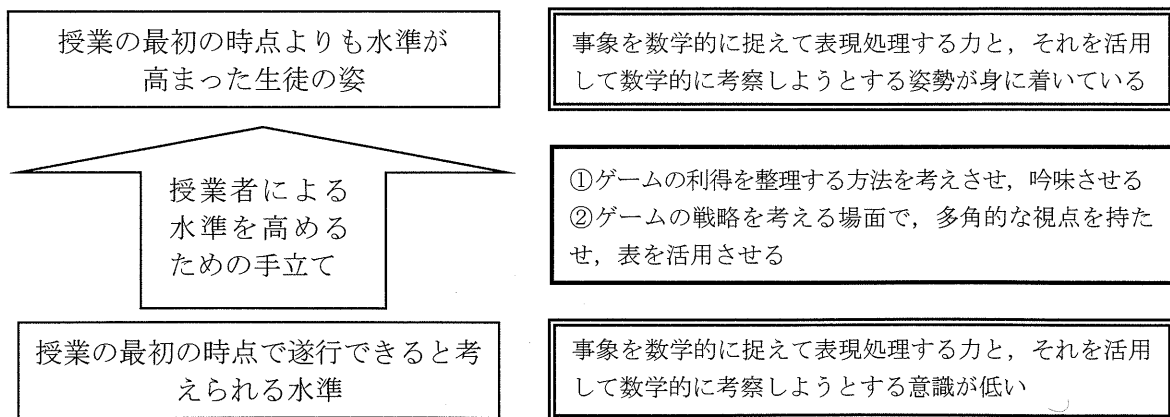 授業の最初の時点よりも水準が
高まった生徒の姿
事象を数学的に捉えて表現処理する力と，それを活用
して数学的に考察しようとする姿勢が身に着いている
授業者による
水準を高める
ための手立て
①ゲームの利得を整理する方法を考えさせ，吟味させる
②ゲームの戦略を考える場面で，多角的な視点を持た
せ，表を活用させる
授業の最初の時点で遂行できると考
えられる水準
事象を数学的に捉えて表現処理する力と，それを活用
して数学的に考察しようとする意識が低い